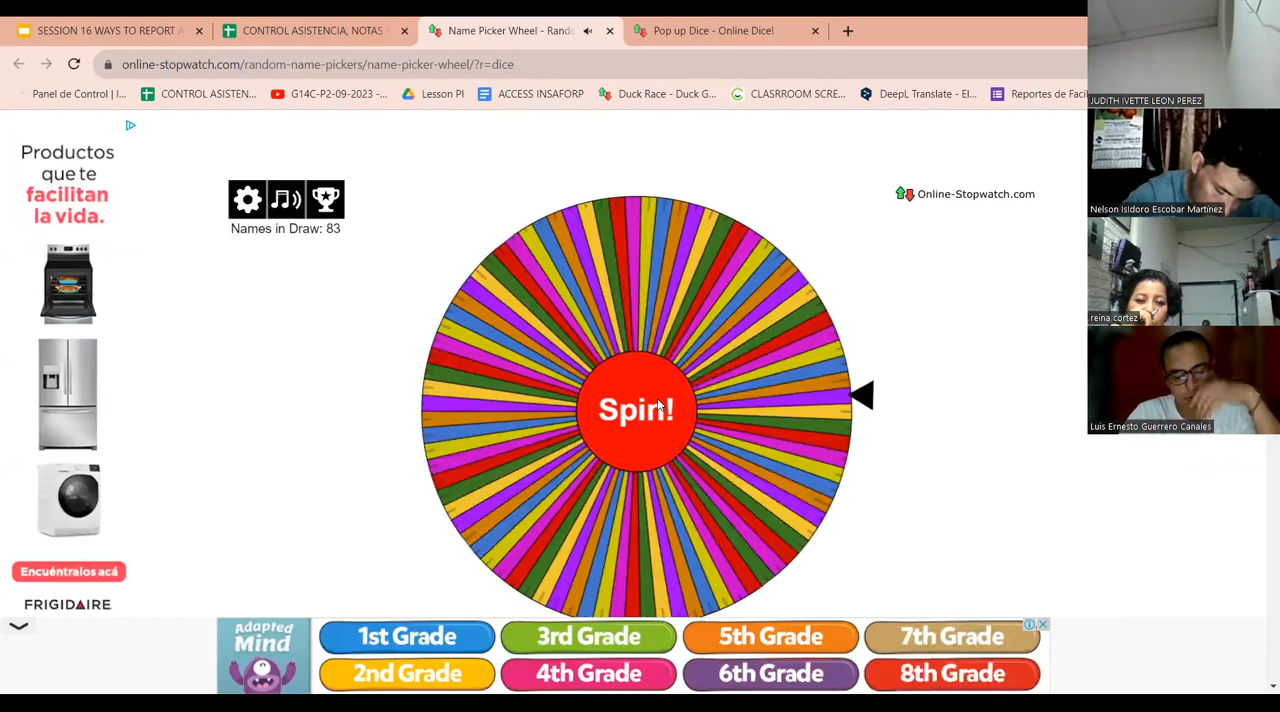 SESSION 16 WAYS TO REPORT A
CONTROL ASISTENCIA, NOTAS
Name Picker Wheel - Rando
Pop up Dice - Online Dice!
online-stopwatch.com/random-name-pickers/name-picker-wheel/?r=dice
Panel de Control | I...
CONTROL ASISTEN...
G14C-P2-09-2023 -...
Lesson PI
ACCESS INSAFORP
Duck Race - Duck G...
CLASRROOM SCRE...
DeepL Translate - El...
Reportes de Facil
JUDITH IVETTE LEON PEREZ
Nelson Isidoro Escobar Martínez
reina cortez
Luis Ernesto Guerrero Canales
Productos
que te
facilitan
la vida.
Encuéntralos acá
FRIGIDAIRE
Names in Draw: 83
Online-Stopwatch.com
Spin!
Adapted
Mind
1st Grade
3rd Grade
5th Grade
7th Grade
2nd Grade
4th Grade
6th Grade
8th Grade